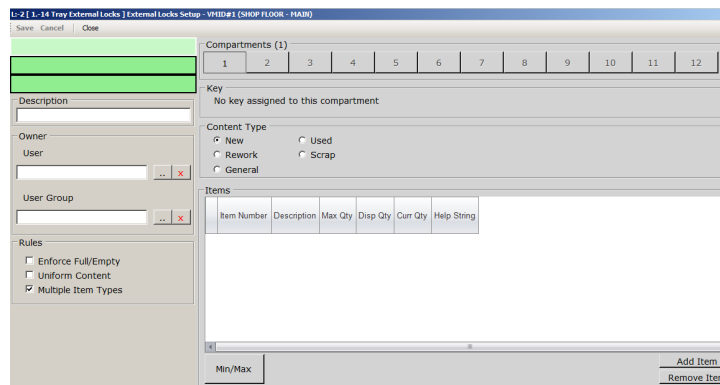 L:-2 [ 1.-14 Tray External Locks ] External Locks Setup - VMID#1 (SHOP FLOOR - MAIN)
Save Cancel Close
Compartments (1)
1 2 3 4 5 6 7 8 9 10 11 12
Key
No key assigned to this compartment
Description
Content Type
New Used
Rework Scrap
General
Owner
User
.. x
User Group
.. x
Items
Item Number Description Max Qty Disp Qty Curr Qty Help String
Rules
Enforce Full/Empty
Uniform Content
Multiple Item Types
Min/Max
Add Item
Remove Iter